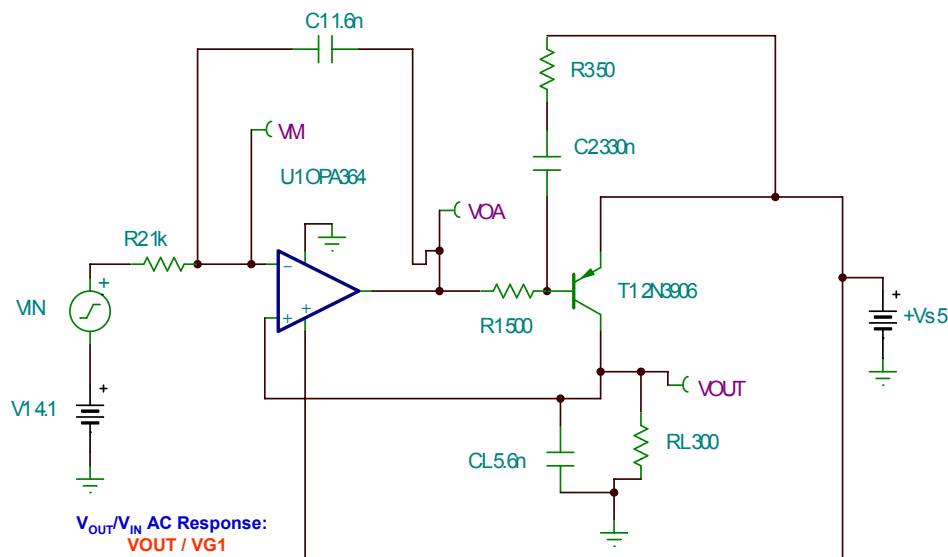 C1 1.6n
R3 50
VM
C2 330n
U1 OPA364
VOA
R2 1k
VIN
T1 2N3906
R1 500
+Vs 5
V1 4.1
VOUT
CL 5.6n
RL 300
VOUT/VIN AC Response:
VOUT / VG1